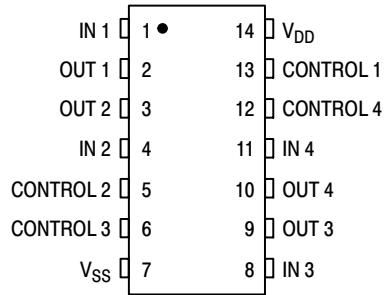 IN 1 1 14 V_DD
OUT 1 2 13 CONTROL 1
OUT 2 3 12 CONTROL 4
IN 2 4 11 IN 4
CONTROL 2 5 10 OUT 4
CONTROL 3 6 9 OUT 3
V_SS 7 8 IN 3